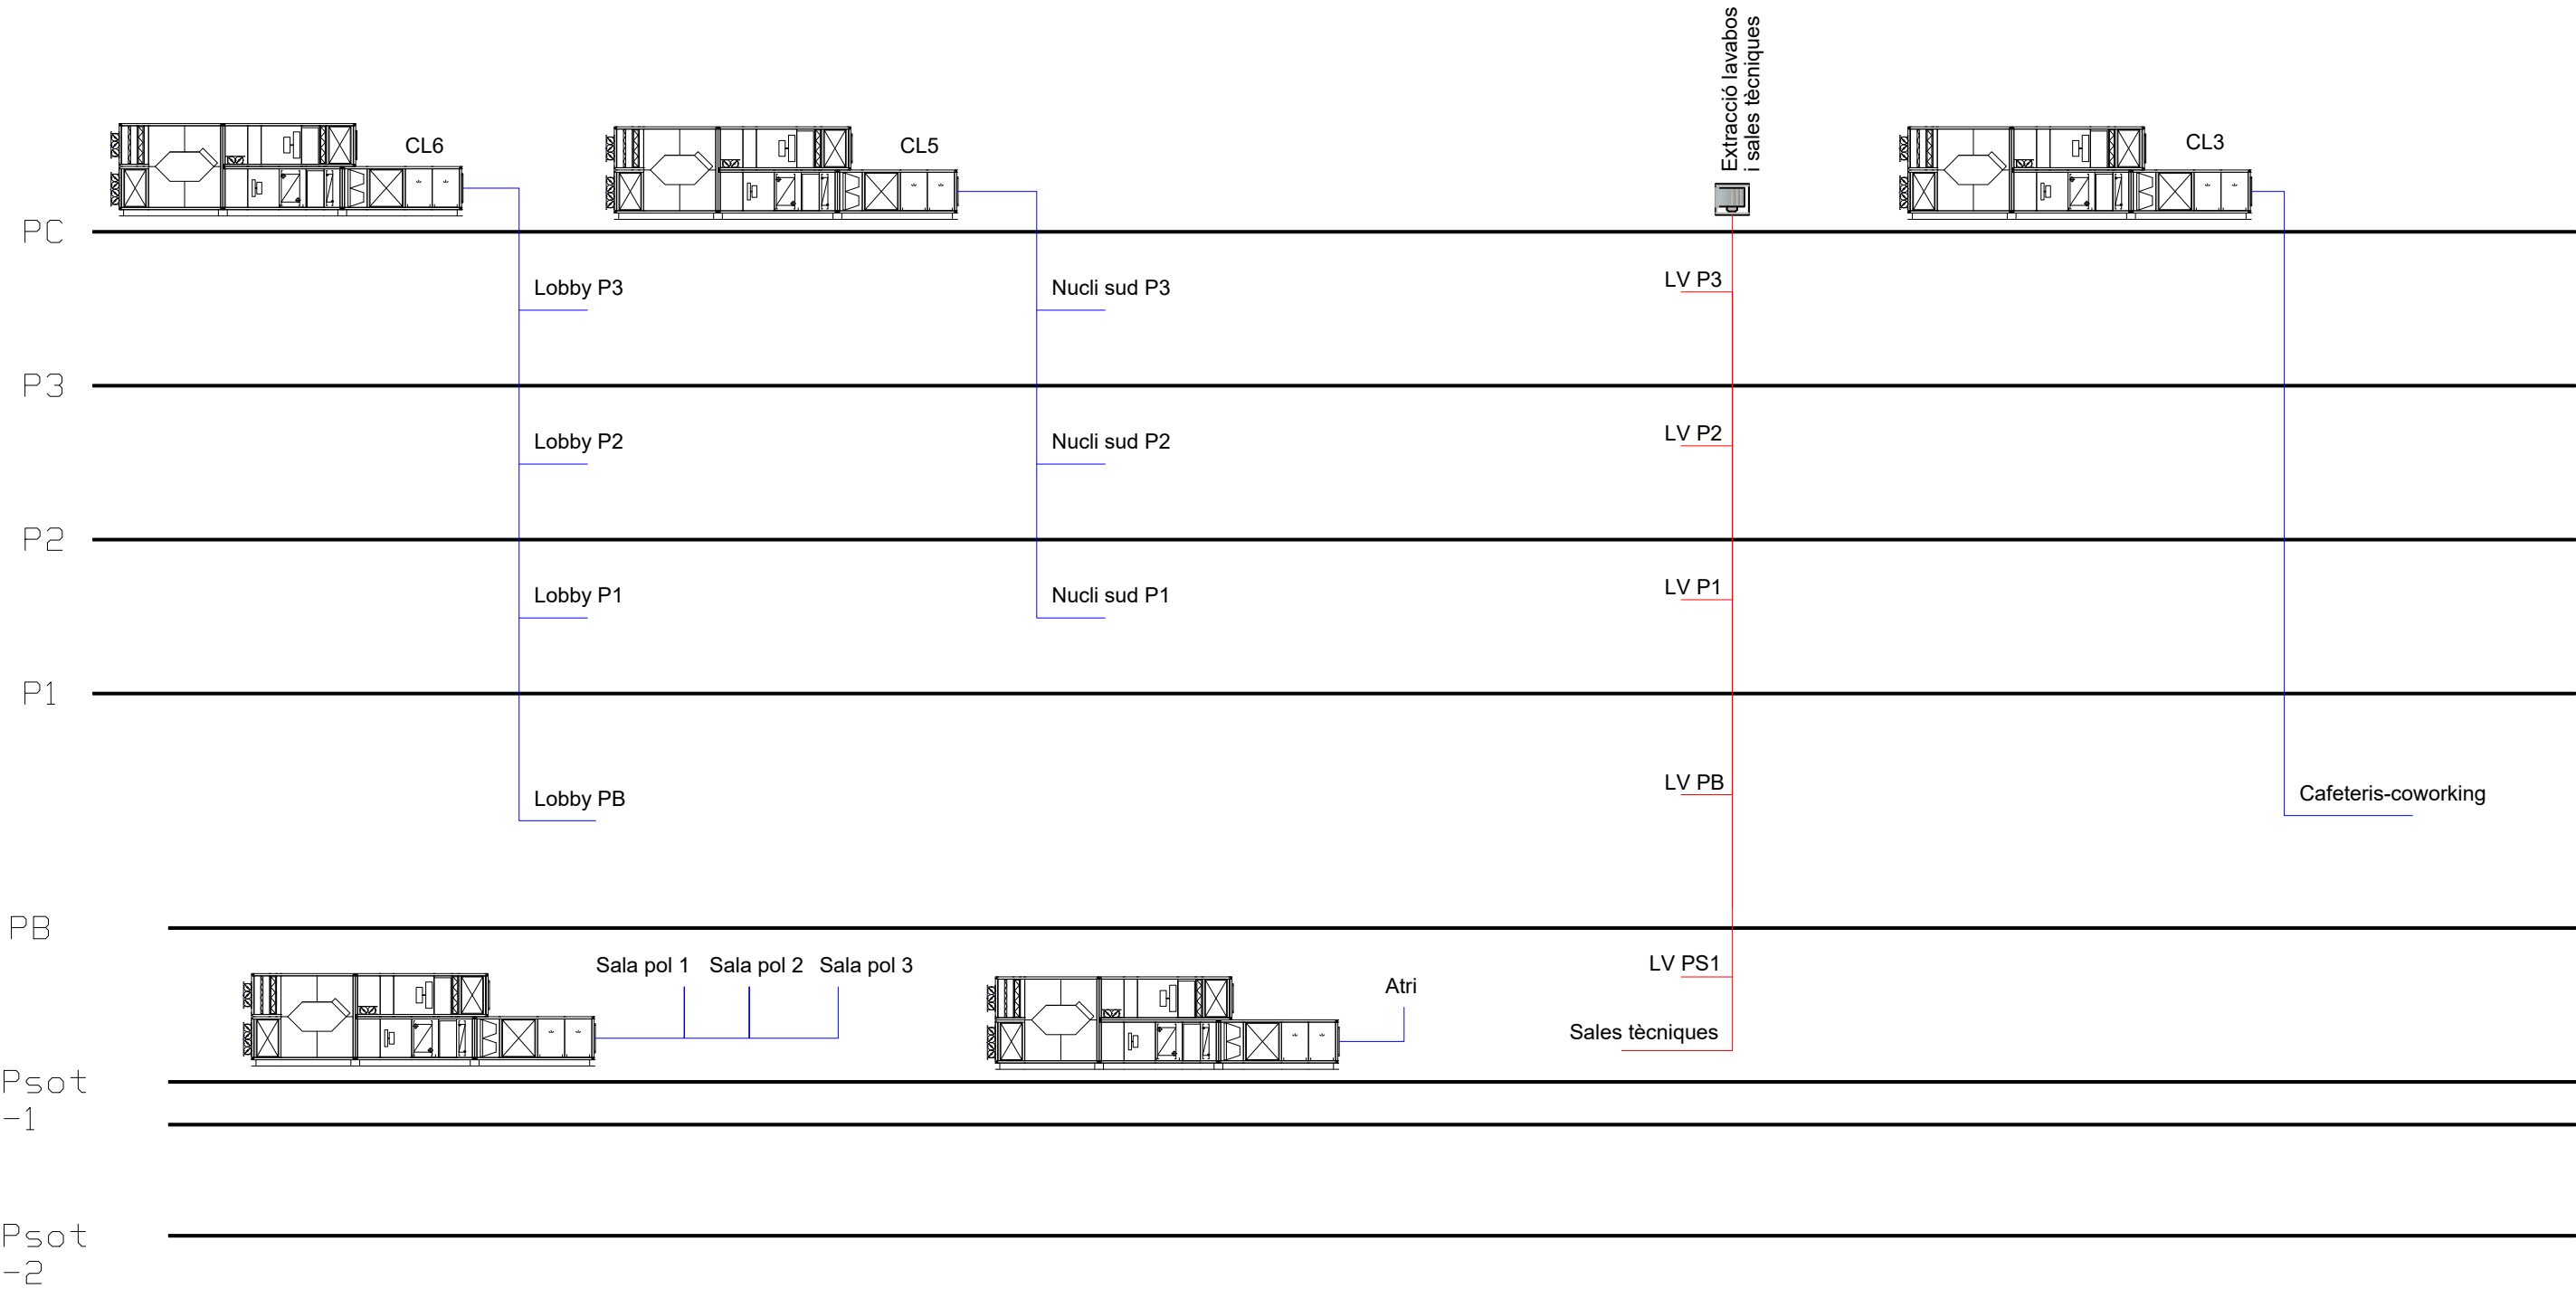 Extracció lavabos
i sales tècniques
CL6
CL5
CL3
PC
Lobby P3
Nucli sud P3
LV P3
P3
Lobby P2
Nucli sud P2
LV P2
P2
Lobby P1
Nucli sud P1
LV P1
P1
Lobby PB
LV PB
Cafeteris-coworking
PB
Sala pol 1
Sala pol 2
Sala pol 3
Atri
LV PS1
Sales tècniques
Psot
-1
Psot
-2